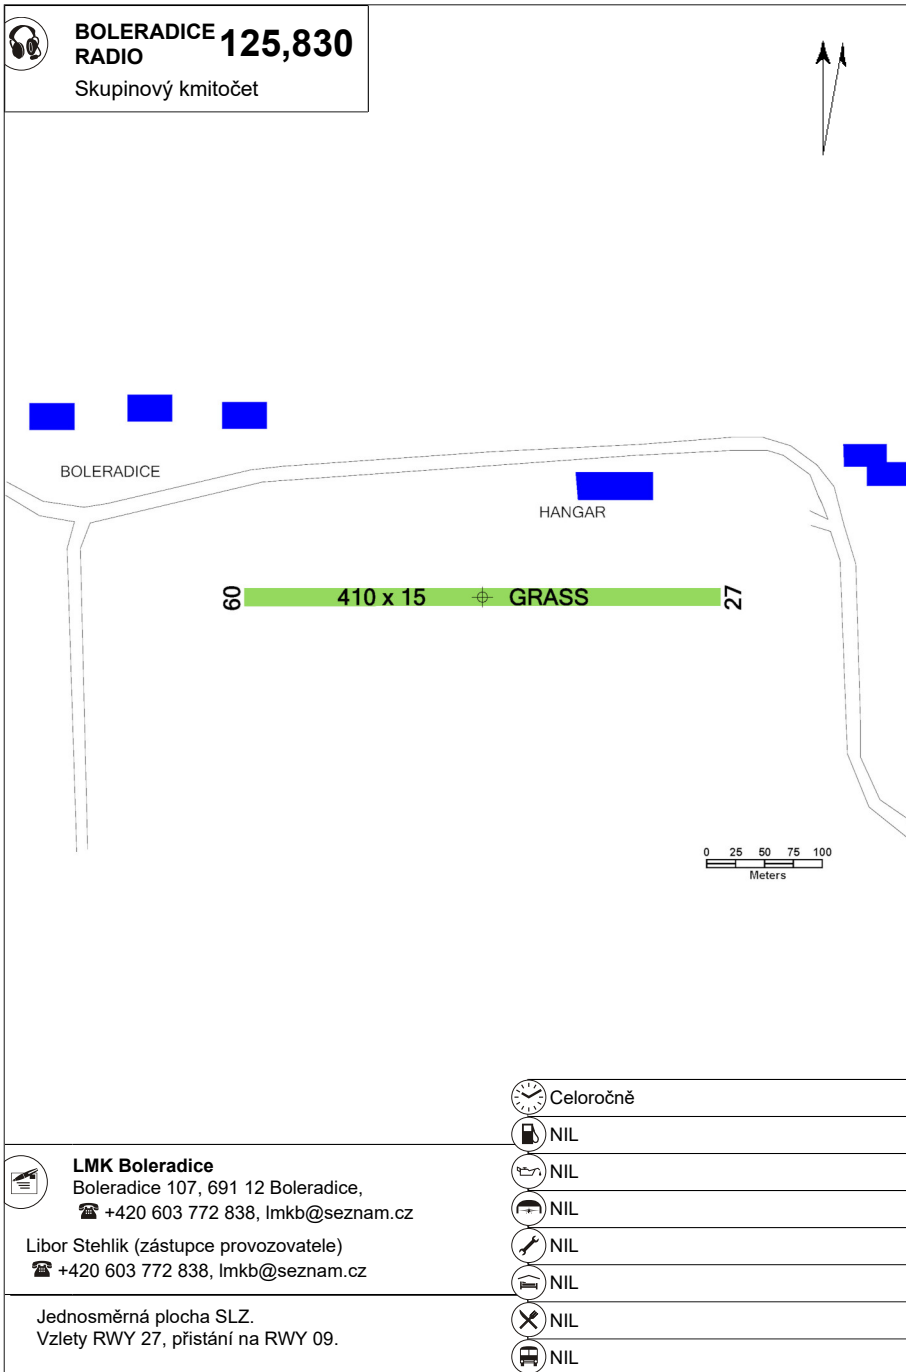 BOLERADICE 125,830
RADIO
Skupinový kmitočet
BOLERADICE
HANGAR
09
410 x 15 GRASS
27
0 25 50 75 100
Meters
Celoročně
NIL
NIL
NIL
NIL
NIL
NIL
NIL
LMK Boleradice
Boleradice 107, 691 12 Boleradice,
☎ +420 603 772 838, lmkb@seznam.cz
Libor Stehlik (zástupce provozovatele)
☎ +420 603 772 838, lmkb@seznam.cz
Jednosměrná plocha SLZ.
Vzlety RWY 27, přistání na RWY 09.